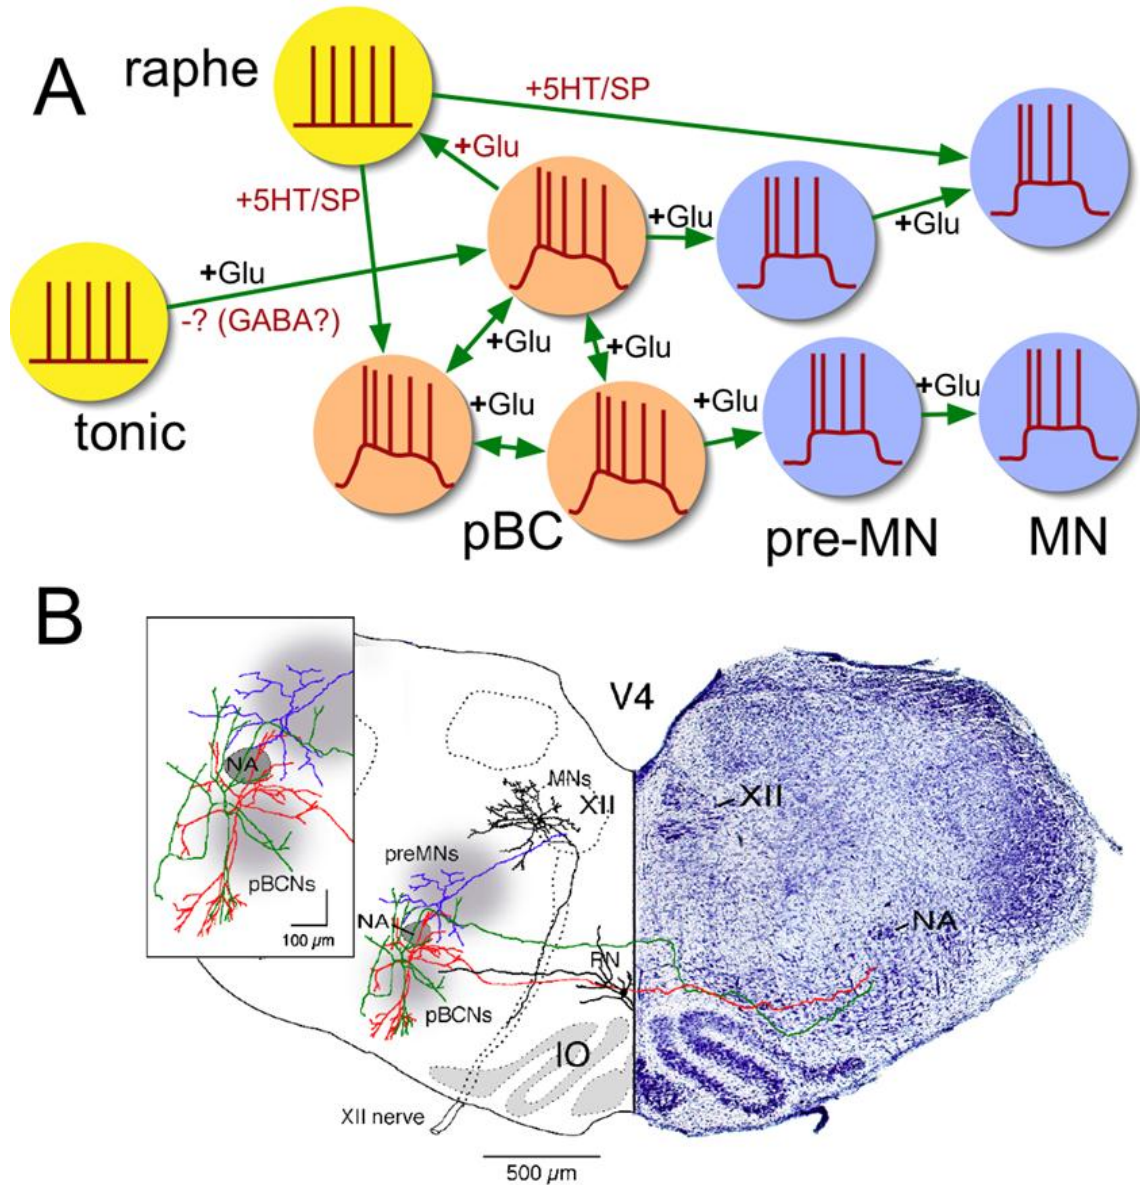 A
raphe
+5HT/SP
+Glu
+5HT/SP
+Glu
+Glu
+Glu
-? (GABA?)
+Glu
+Glu
+Glu
+Glu
+Glu
tonic
pBC
pre-MN
MN
B
V4
NA
MNs
XII
XII
preMNs
pBCNs
100 µm
NA
NA
RN
pBCNs
IO
XII nerve
500 µm